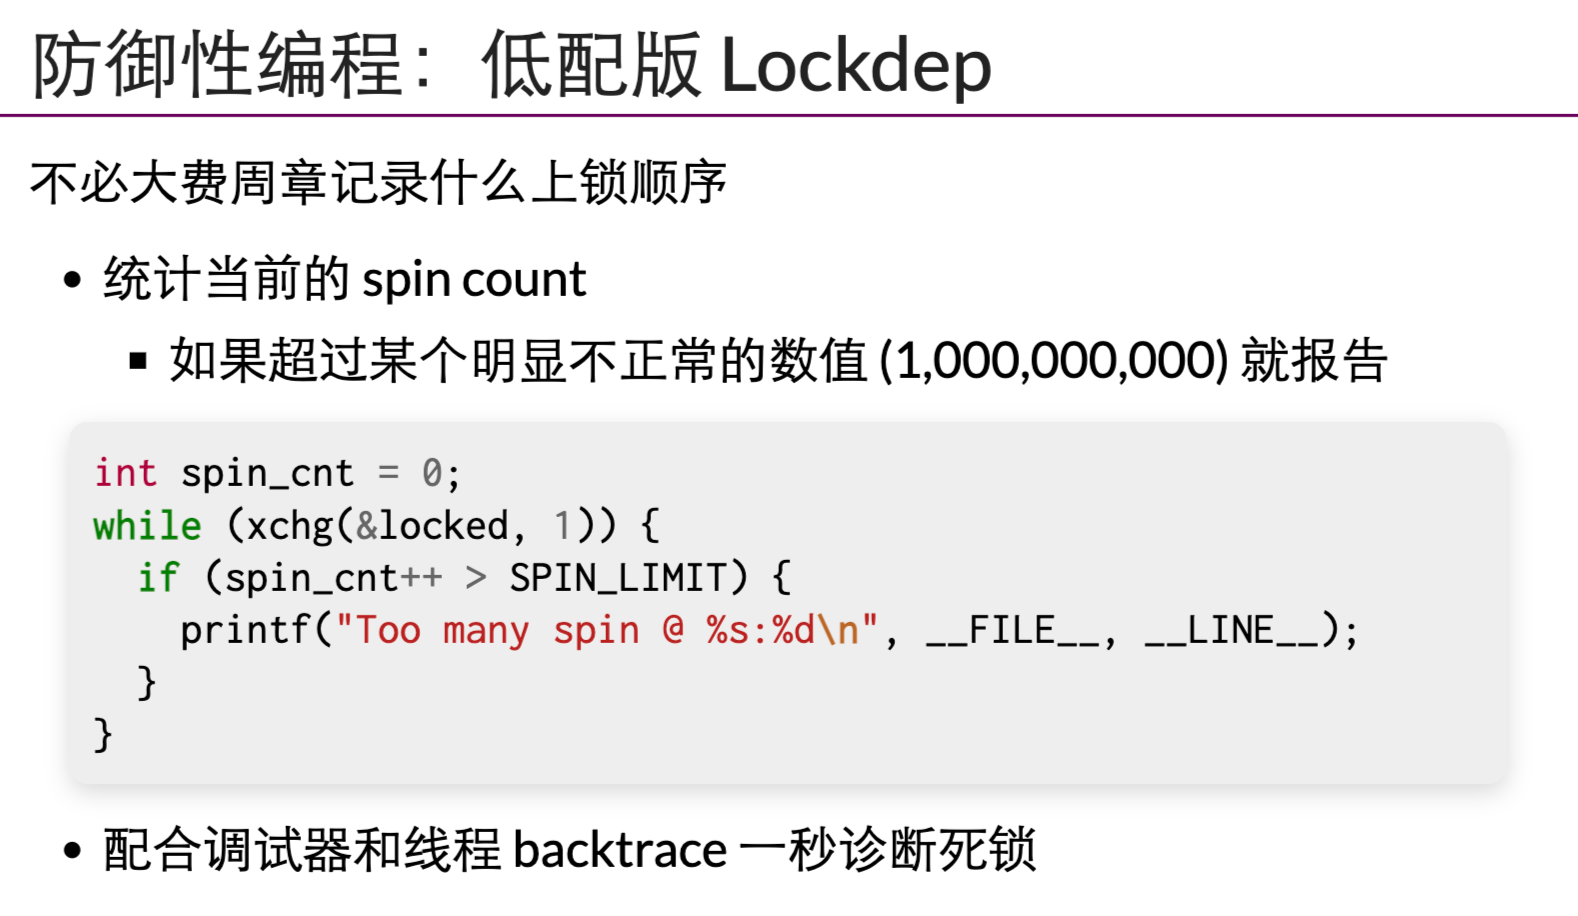 防御性编程：低配版 Lockdep
不必大费周章记录什么上锁顺序
• 统计当前的 spin count
▪ 如果超过某个明显不正常的数值 (1,000,000,000) 就报告
int spin_cnt = 0;
while (xchg(&locked, 1)) {
  if (spin_cnt++ > SPIN_LIMIT) {
    printf("Too many spin @ %s:%d\n", __FILE__, __LINE__);
  }
}
• 配合调试器和线程 backtrace 一秒诊断死锁